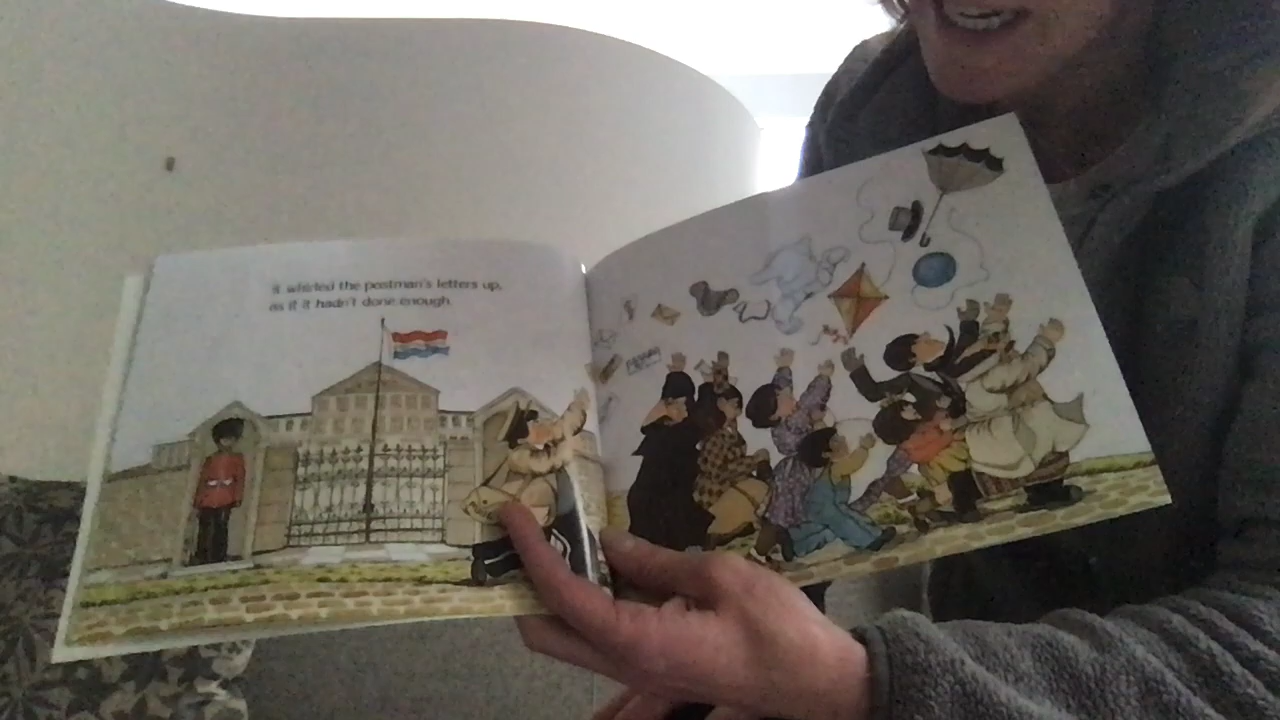 It whirled the postman's letters up,
as if it hadn't done enough.